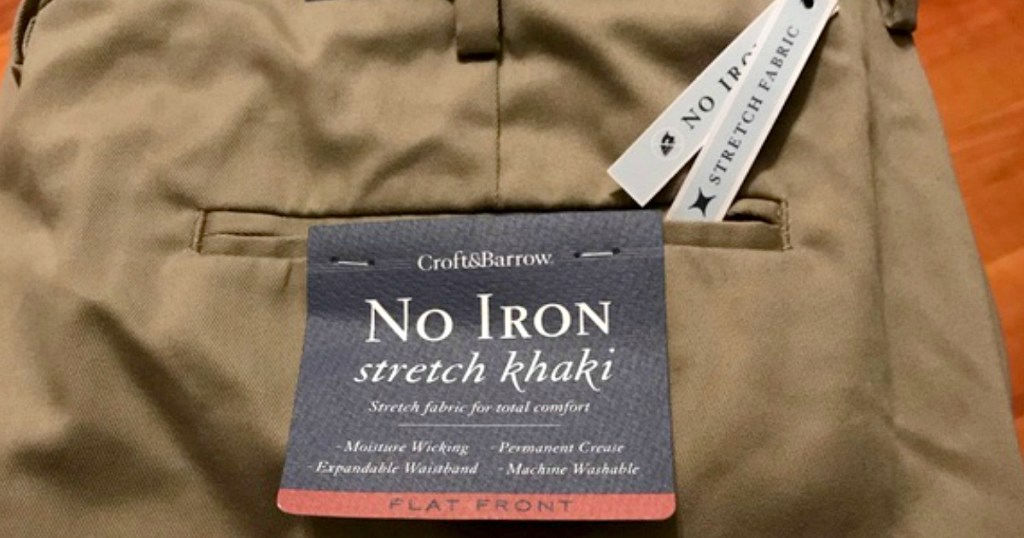 NO IRO
STRETCH FABRIC
Croft&Barrow.
NO IRON
stretch khaki
Stretch fabric for total comfort
-Moisture Wicking -Permanent Crease
-Expandable Waistband -Machine Washable
FLAT FRONT